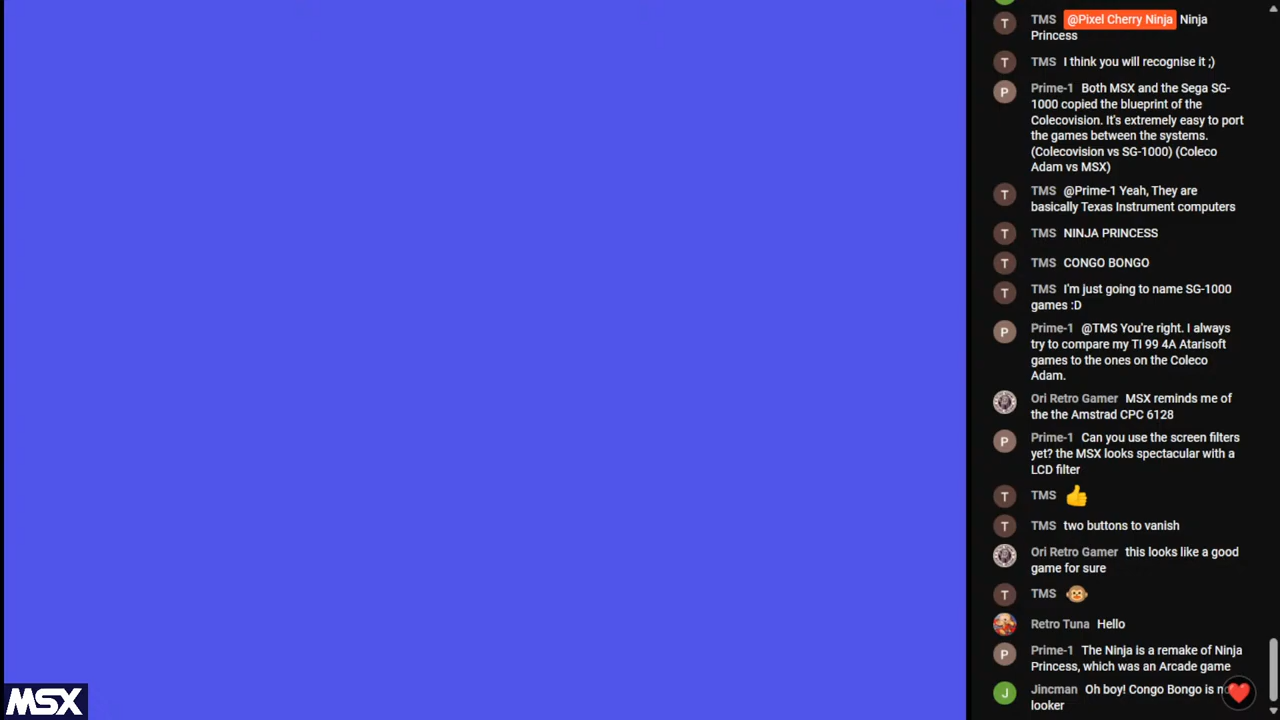 TMS @Pixel Cherry Ninja Ninja
Princess
TMS I think you will recognise it ;)
Prime-1 Both MSX and the Sega SG-
1000 copied the blueprint of the
Colecovision. It's extremely easy to port
the games between the systems.
(Colecovision vs SG-1000) (Coleco
Adam vs MSX)
TMS @Prime-1 Yeah, They are
basically Texas Instrument computers
TMS NINJA PRINCESS
TMS CONGO BONGO
TMS I'm just going to name SG-1000
games :D
Prime-1 @TMS You're right. I always
try to compare my TI 99 4A Atarisoft
games to the ones on the Coleco
Adam.
Ori Retro Gamer MSX reminds me of
the the Amstrad CPC 6128
Prime-1 Can you use the screen filters
yet? the MSX looks spectacular with a
LCD filter
TMS 👍
TMS two buttons to vanish
Ori Retro Gamer this looks like a good
game for sure
TMS 🐵
Retro Tuna Hello
Prime-1 The Ninja is a remake of Ninja
Princess, which was an Arcade game
Jincman Oh boy! Congo Bongo is
looker
T
T
P
T
T
T
T
P
P
T
T
T
P
J
MSX